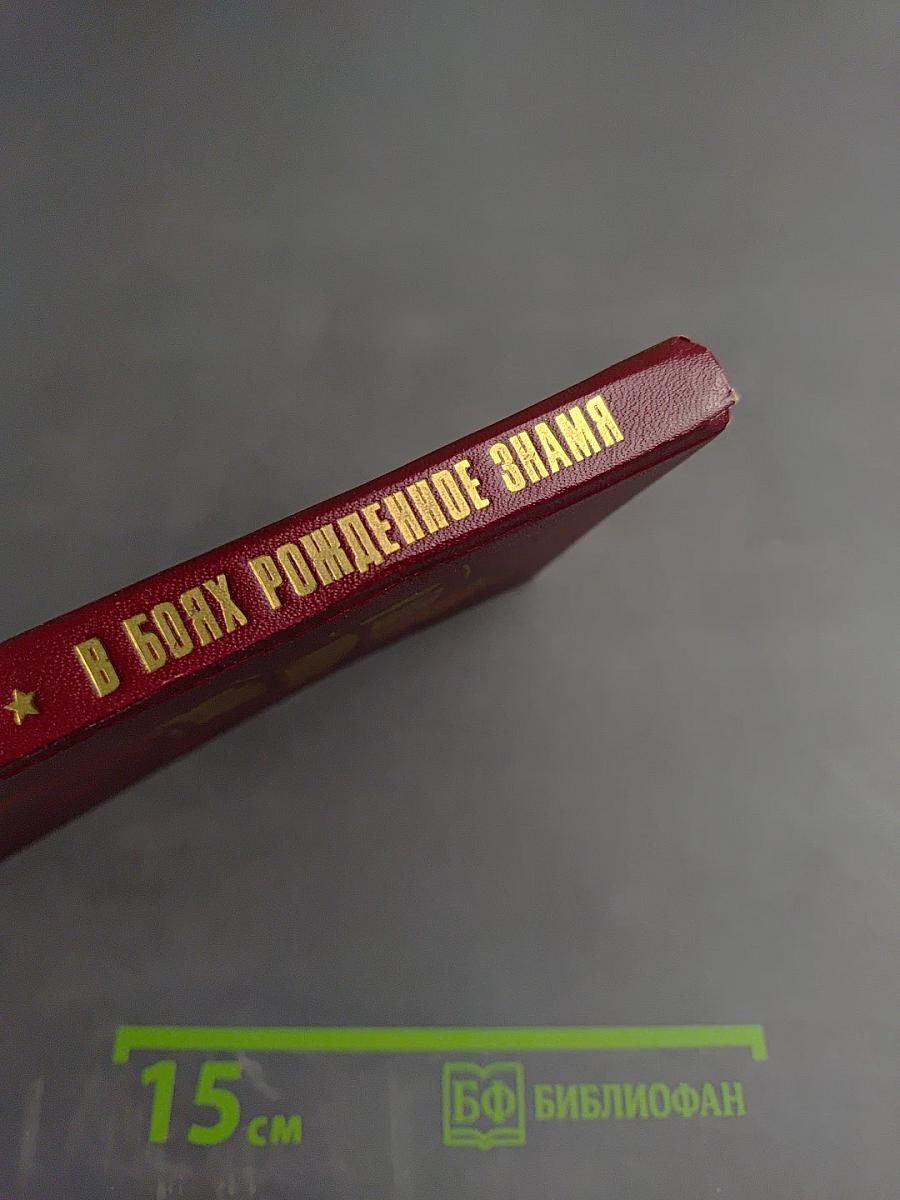 В БОЯХ РОЖДЕННОЕ ЗНАМЯ
15 см
БФ БИБЛИОФАН